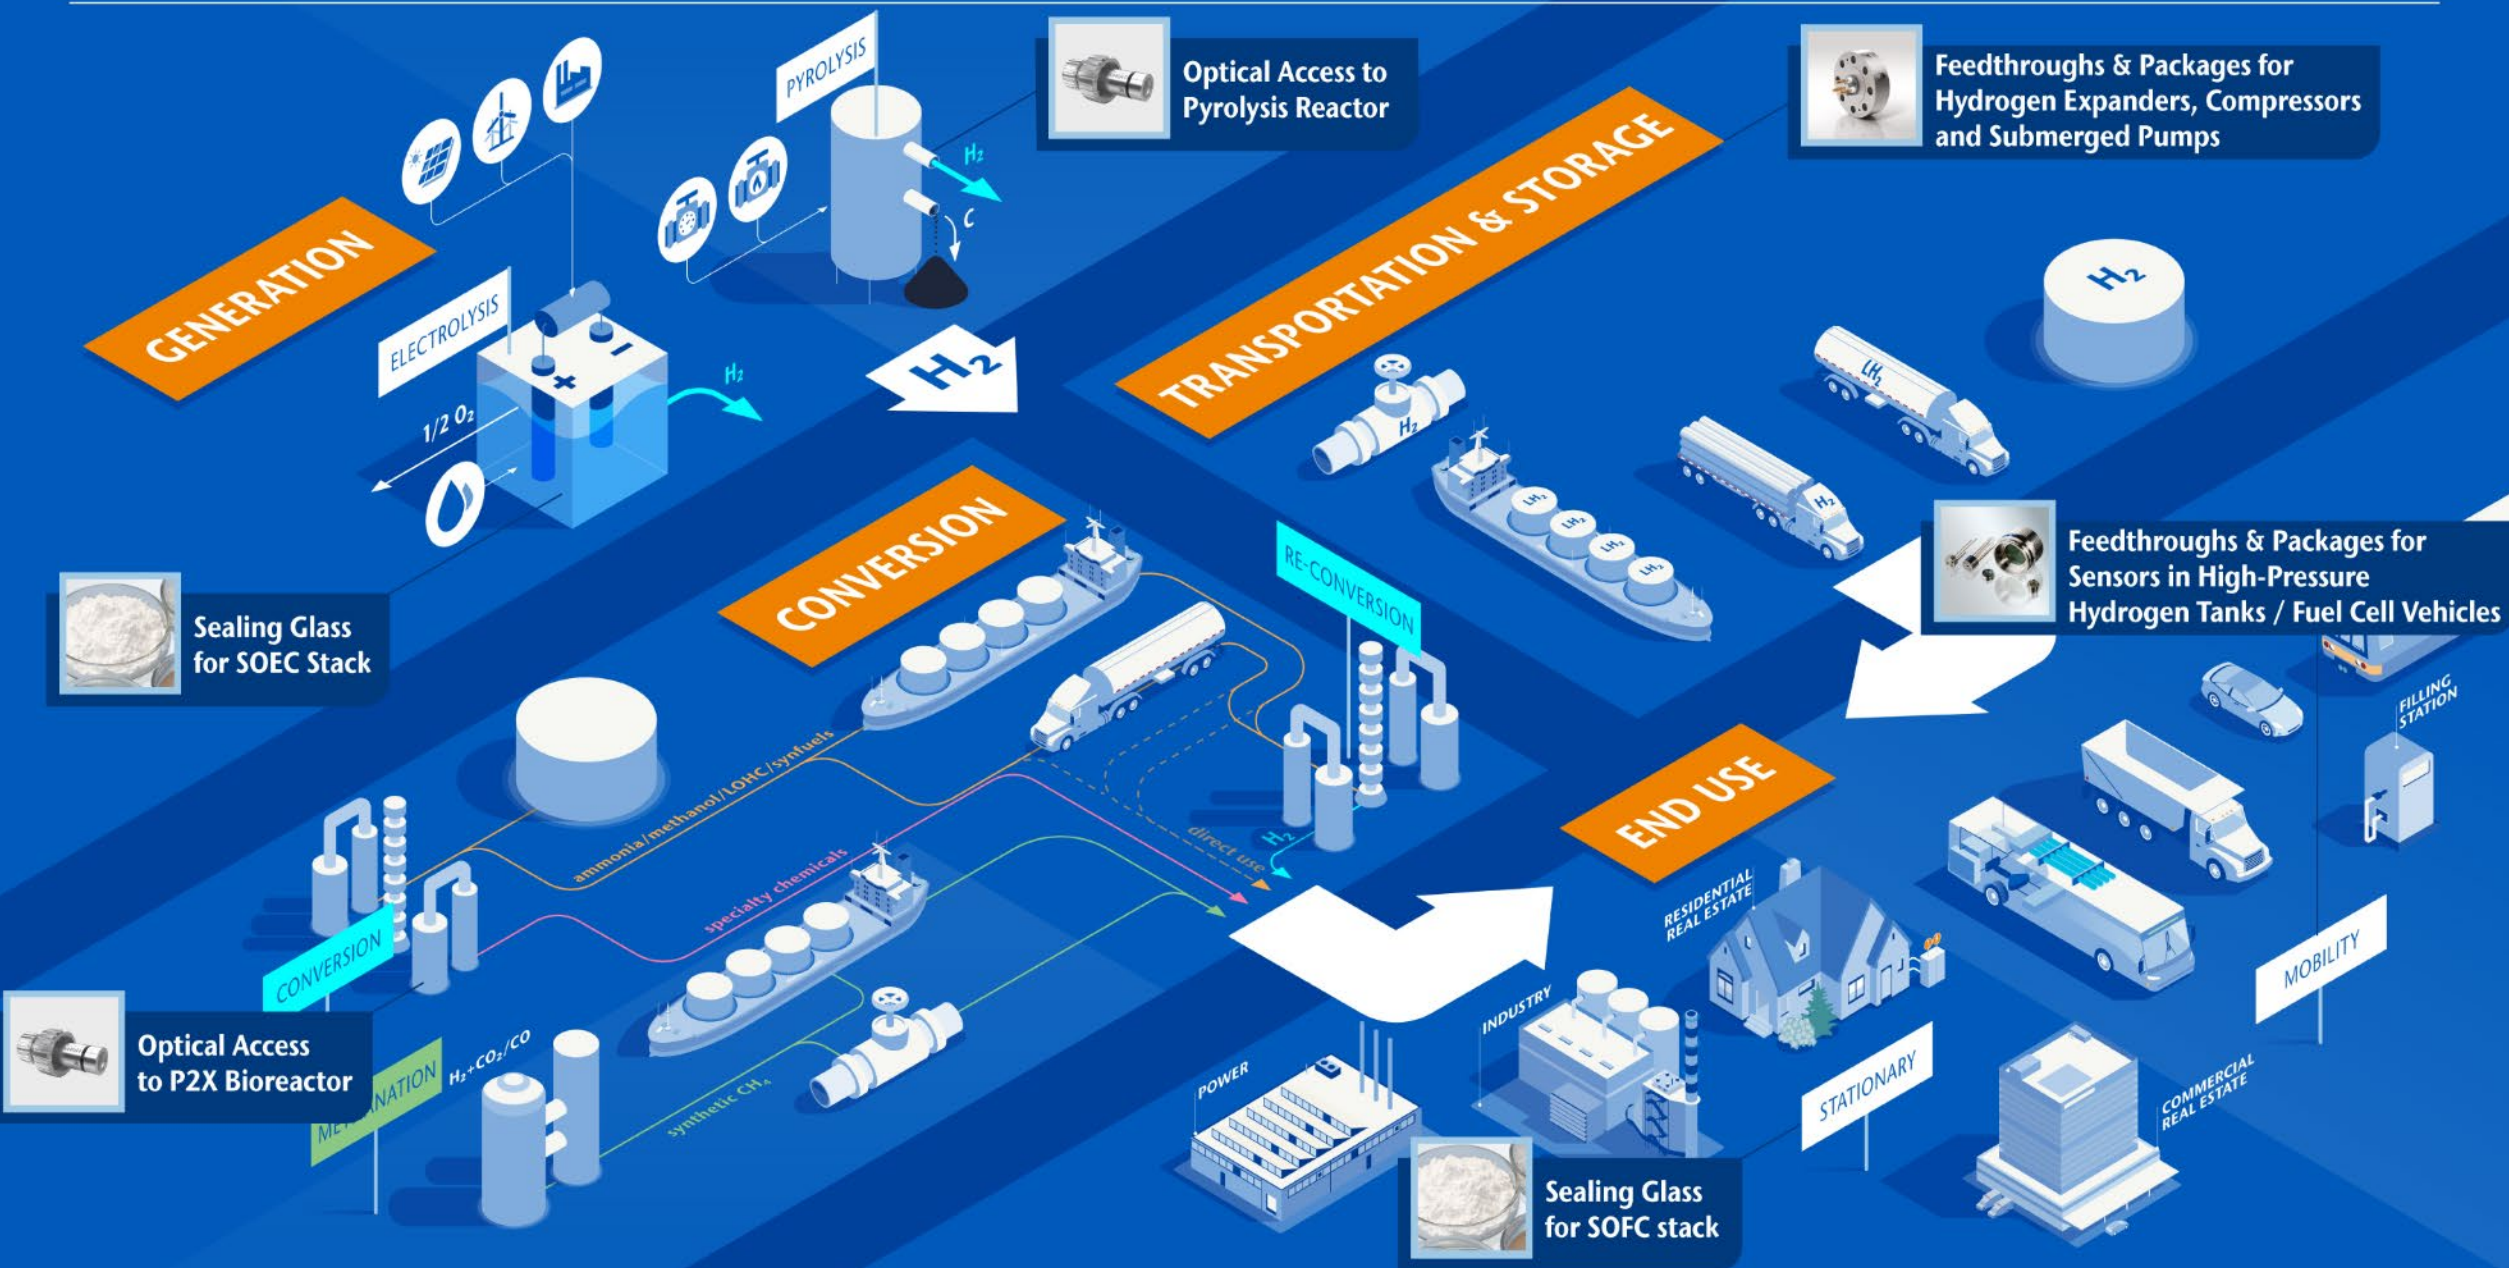 PYROLYSIS
Optical Access to
Pyrolysis Reactor
Feedthroughs & Packages for
Hydrogen Expanders, Compressors
and Submerged Pumps
H₂
C
GENERATION
ELECTROLYSIS
+
−
1/2 O₂
H₂
H₂
TRANSPORTATION & STORAGE
H₂
LH₂
H₂
H₂
LH₂
LH₂
LH₂
LH₂
Feedthroughs & Packages for
Sensors in High-Pressure
Hydrogen Tanks / Fuel Cell Vehicles
Sealing Glass
for SOEC Stack
CONVERSION
RE-CONVERSION
ammonia/methanol/LOHC/synfuels
specialty chemicals
direct use
H₂
CONVERSION
Optical Access
to P2X Bioreactor
H₂+CO₂/CO
synthetic CH₄
END USE
FILLING
STATION
RESIDENTIAL
REAL ESTATE
INDUSTRY
POWER
MOBILITY
STATIONARY
COMMERCIAL
REAL ESTATE
Sealing Glass
for SOFC stack